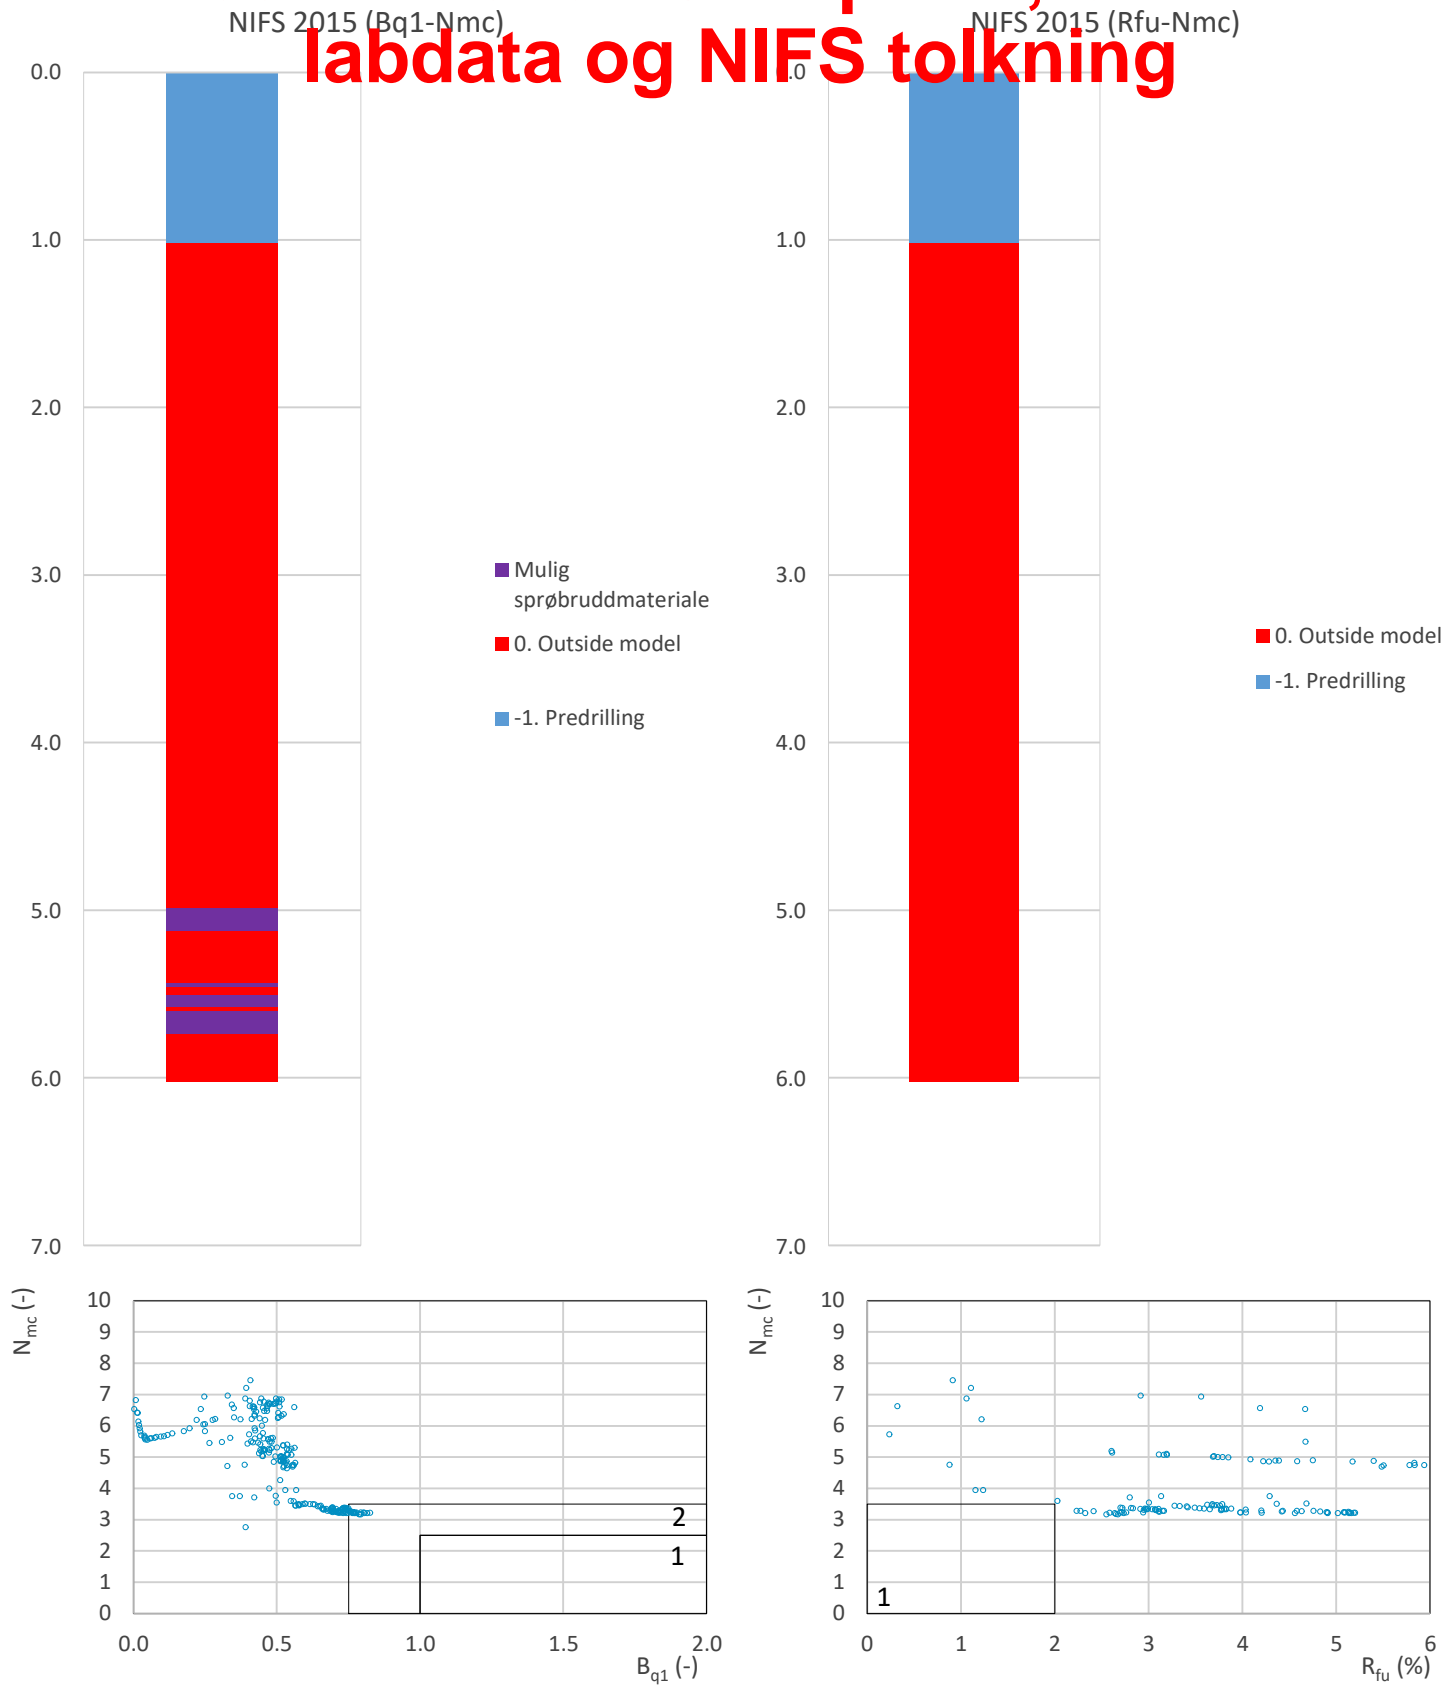 NIFS 2015 (Bq1-Nmc)
NIFS 2015 (Rfu-Nmc)
labdata og NIFS tolkning
0.0
1.0
2.0
3.0
4.0
5.0
6.0
7.0
Mulig
sprøbruddmateriale
0. Outside model
-1. Predrilling
.0
1.0
2.0
3.0
4.0
5.0
6.0
7.0
0. Outside model
-1. Predrilling
Nmc (-)
10
9
8
7
6
5
4
3
2
1
0
2
1
0.0 0.5 1.0 1.5 2.0
Bq1 (-)
Nmc (-)
10
9
8
7
6
5
4
3
2
1
0
1
0 1 2 3 4 5 6
Rfu (%)